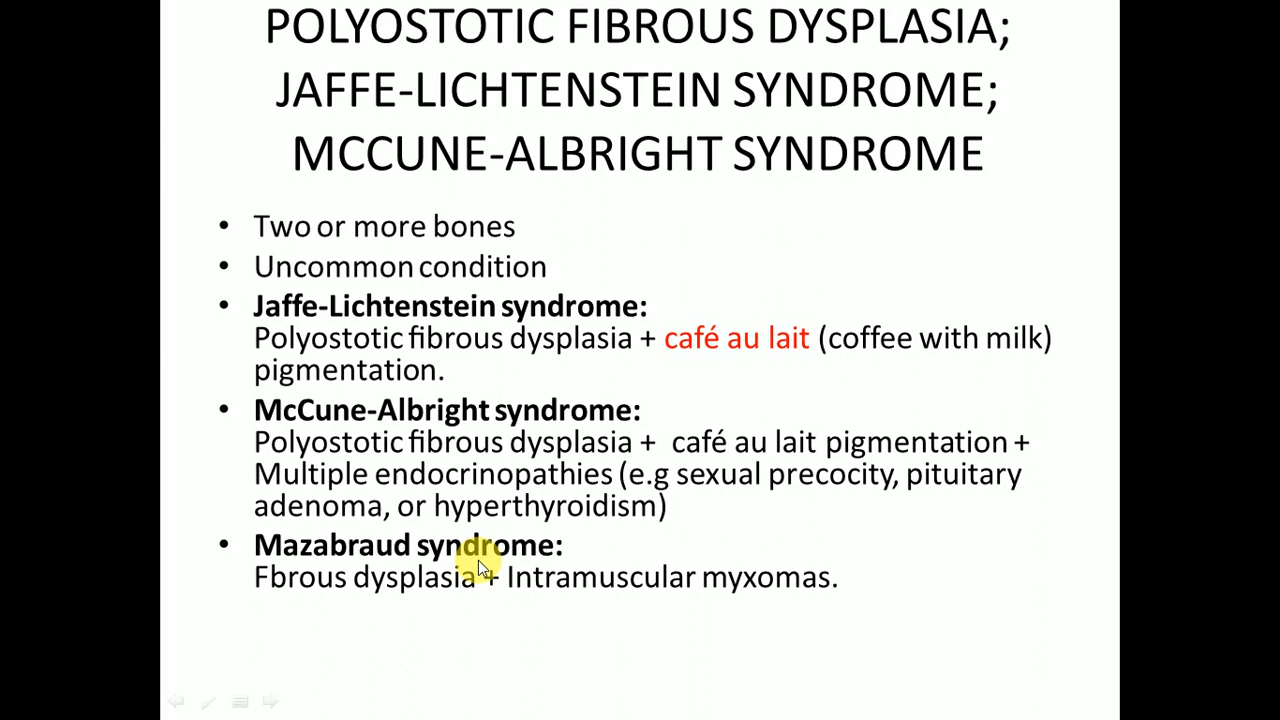 POLYOSTOTIC FIBROUS DYSPLASIA;
JAFFE-LICHTENSTEIN SYNDROME;
MCCUNE-ALBRIGHT SYNDROME
• Two or more bones
• Uncommon condition
• Jaffe-Lichtenstein syndrome:
Polyostotic fibrous dysplasia + café au lait (coffee with milk)
pigmentation.
• McCune-Albright syndrome:
Polyostotic fibrous dysplasia + café au lait pigmentation +
Multiple endocrinopathies (e.g sexual precocity, pituitary
adenoma, or hyperthyroidism)
• Mazabraud syndrome:
Fbrous dysplasia + Intramuscular myxomas.